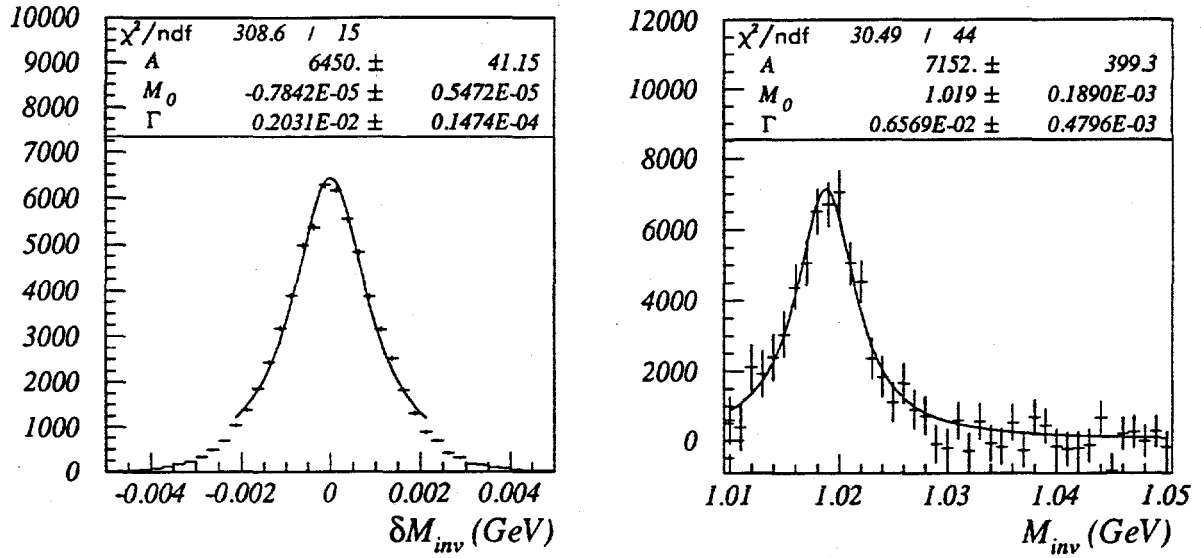 χ²/ndf 308.6 / 15
A 6450. ± 41.15
M₀ -0.7842E-05 ± 0.5472E-05
Γ 0.2031E-02 ± 0.1474E-04
10000
9000
8000
7000
6000
5000
4000
3000
2000
1000
0
-0.004 -0.002 0 0.002 0.004
δM_inv (GeV)
χ²/ndf 30.49 / 44
A 7152. ± 399.3
M₀ 1.019 ± 0.1890E-03
Γ 0.6569E-02 ± 0.4796E-03
12000
10000
8000
6000
4000
2000
0
1.01 1.02 1.03 1.04 1.05
M_inv (GeV)